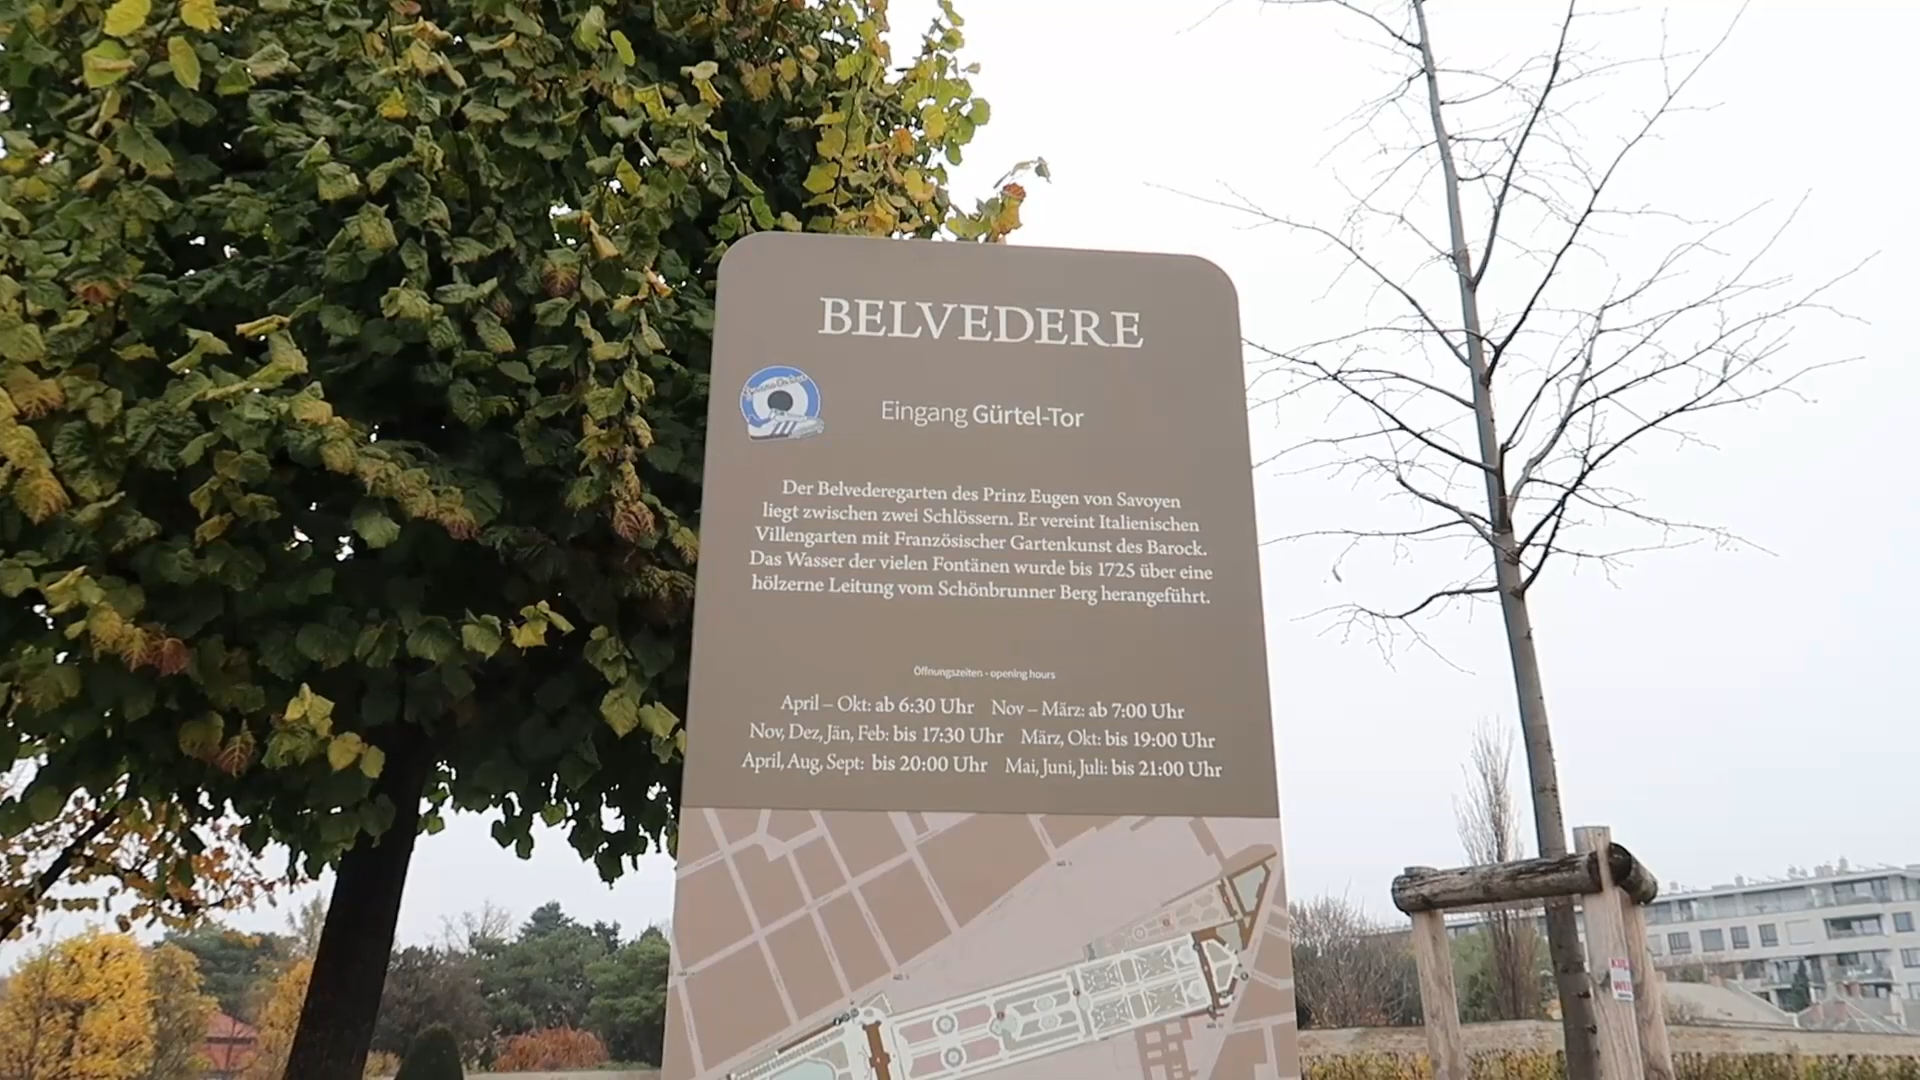 BELVEDERE
Eingang Gürtel-Tor
Der Belvederegarten des Prinz Eugen von Savoyen
liegt zwischen zwei Schlössern. Er vereint Italienischen
Villengarten mit Französischer Gartenkunst des Barock.
Das Wasser der vielen Fontänen wurde bis 1725 über eine
hölzerne Leitung vom Schönbrunner Berg herangeführt.
Öffnungszeiten - opening hours
April – Okt: ab 6:30 Uhr Nov – März: ab 7:00 Uhr
Nov, Dez, Jän, Feb: bis 17:30 Uhr März, Okt: bis 19:00 Uhr
April, Aug, Sept: bis 20:00 Uhr Mai, Juni, Juli: bis 21:00 Uhr